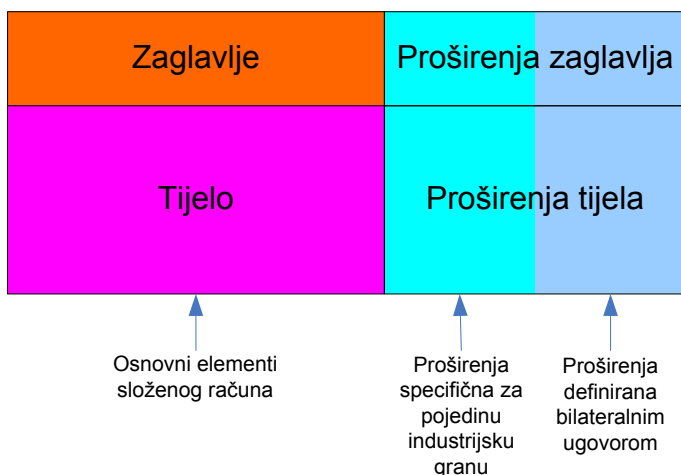 Zaglavlje
Proširenja zaglavlja
Tijelo
Proširenja tijela
Osnovni elementi
složenog računa
Proširenja
specifična za
pojedinu
industrijsku
granu
Proširenja
definirana
bilateralnim
ugovorom